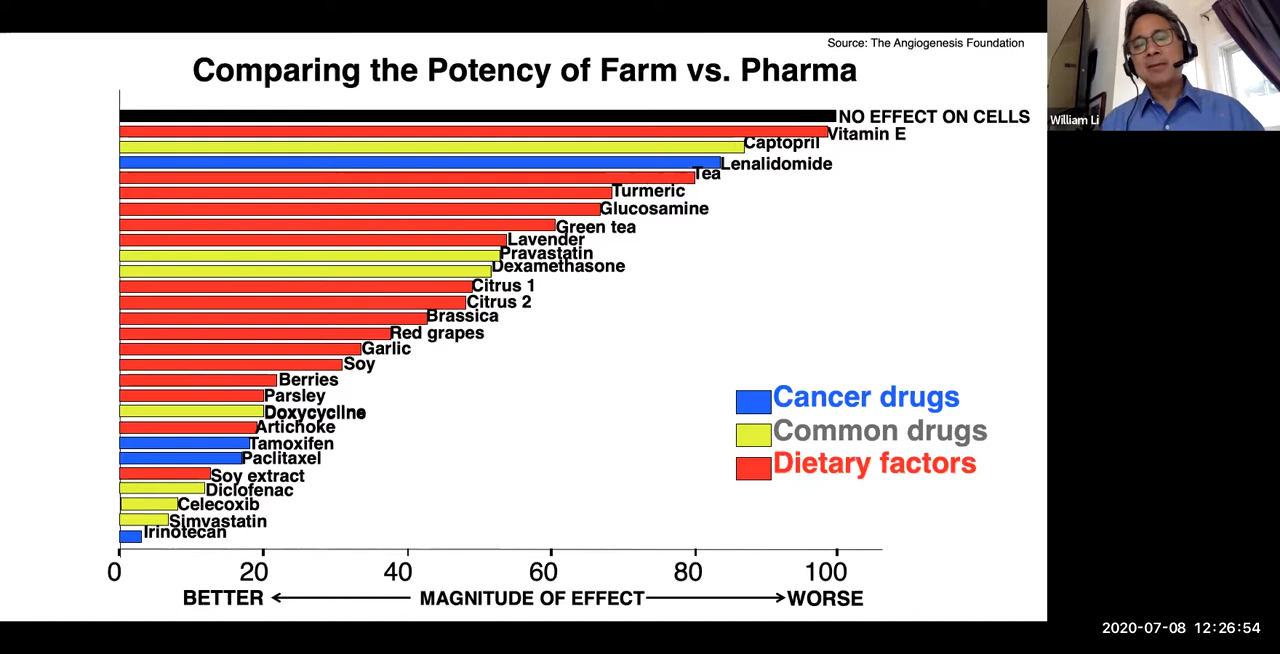 Source: The Angiogenesis Foundation
Comparing the Potency of Farm vs. Pharma
William Li
NO EFFECT ON CELLS
Vitamin E
Captopril
Lenalidomide
Tea
Turmeric
Glucosamine
Green tea
Lavender
Pravastatin
Dexamethasone
Citrus 1
Citrus 2
Brassica
Red grapes
Garlic
Soy
Berries
Parsley
Doxycycline
Artichoke
Tamoxifen
Paclitaxel
Soy extract
Diclofenac
Celecoxib
Simvastatin
Irinotecan
Cancer drugs
Common drugs
Dietary factors
0 20 40 60 80 100
BETTER MAGNITUDE OF EFFECT WORSE
2020-07-08 12:26:54